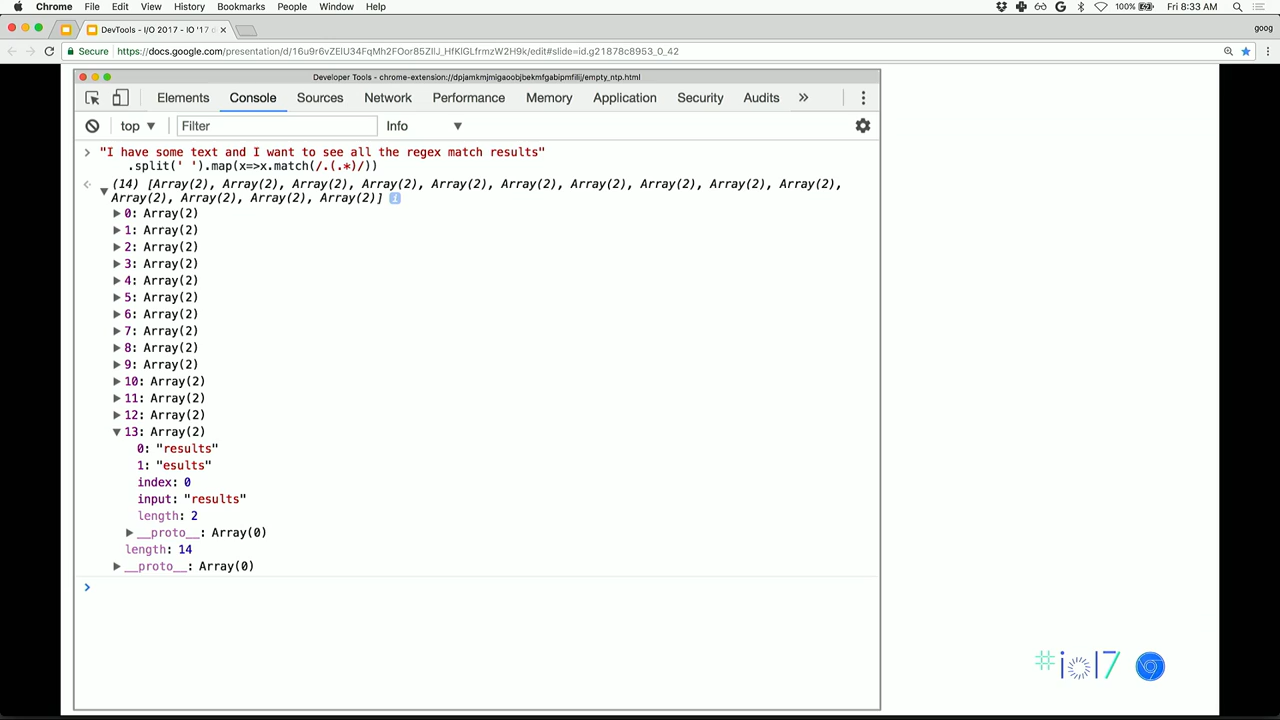 Chrome File Edit View History Bookmarks People Window Help 100% Fri 8:33 AM
DevTools - I/O 2017 - IO '17 d × goog
Secure https://docs.google.com/presentation/d/16u9r6vZEIU34FqMh2FOor85ZIlJ_HfKlGLfrmzW2H9k/edit#slide=id.g21878c8953_0_42
Developer Tools - chrome-extension://dpjamkmjmigaoobjbekmfgabipmfilij/empty_ntp.html
Elements Console Sources Network Performance Memory Application Security Audits »
top ▼ Filter Info ▼
> "I have some text and I want to see all the regex match results"
.split(' ').map(x=>x.match(/.(.*)/))
(14) [Array(2), Array(2), Array(2), Array(2), Array(2), Array(2), Array(2), Array(2), Array(2), Array(2),
Array(2), Array(2), Array(2), Array(2)] i
▶ 0: Array(2)
▶ 1: Array(2)
▶ 2: Array(2)
▶ 3: Array(2)
▶ 4: Array(2)
▶ 5: Array(2)
▶ 6: Array(2)
▶ 7: Array(2)
▶ 8: Array(2)
▶ 9: Array(2)
▶ 10: Array(2)
▶ 11: Array(2)
▶ 12: Array(2)
▼ 13: Array(2)
0: "results"
1: "esults"
index: 0
input: "results"
length: 2
▶ __proto__: Array(0)
length: 14
▶ __proto__: Array(0)
>
#io17